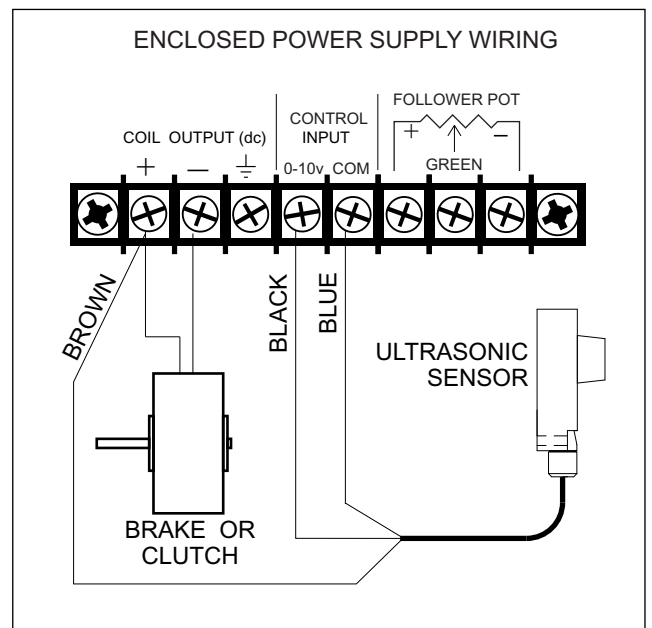 ENCLOSED POWER SUPPLY WIRING
FOLLOWER POT
+ −
GREEN
CONTROL
INPUT
0-10v COM
COIL OUTPUT (dc)
+ −
BROWN
BLACK
BLUE
ULTRASONIC
SENSOR
BRAKE OR
CLUTCH